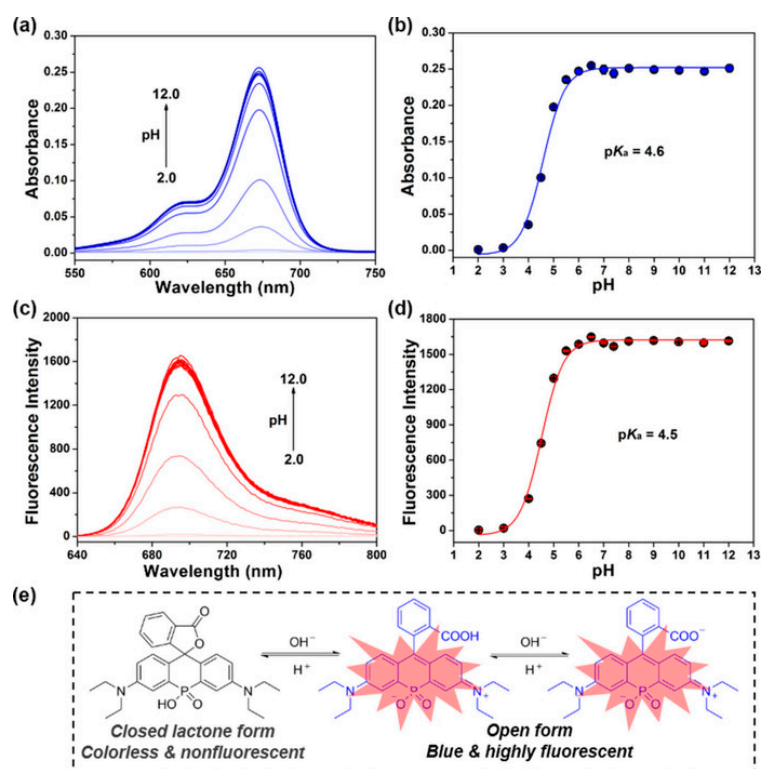 (a)
0.30
0.25
0.20
0.15
0.10
0.05
0.00
Absorbance
12.0
pH
2.0
550 600 650 700 750
Wavelength (nm)
(b)
0.30
0.25
0.20
0.15
0.10
0.05
0.00
Absorbance
pKa = 4.6
1 2 3 4 5 6 7 8 9 10 11 12 13
pH
(c)
2000
1600
1200
800
400
0
Fluorescence Intensity
12.0
pH
2.0
640 680 720 760 800
Wavelength (nm)
(d)
1800
1500
1200
900
600
300
0
Fluorescence Intensity
pKa = 4.5
1 2 3 4 5 6 7 8 9 10 11 12 13
pH
(e)
O
O
N
P
HO
O
N
Closed lactone form
Colorless & nonfluorescent
OH⁻
H⁺
COOH
N
P
⁻O
O
N⁺
OH⁻
H⁺
COO⁻
N
P
⁻O
O
N⁺
Open form
Blue & highly fluorescent